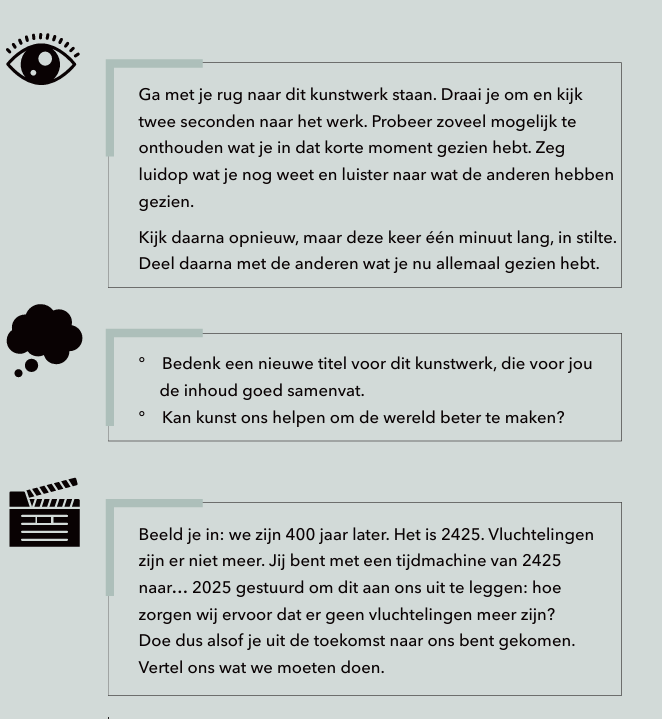 Ga met je rug naar dit kunstwerk staan. Draai je om en kijk
twee seconden naar het werk. Probeer zoveel mogelijk te
onthouden wat je in dat korte moment gezien hebt. Zeg
luidop wat je nog weet en luister naar wat de anderen hebben
gezien.
Kijk daarna opnieuw, maar deze keer één minuut lang, in stilte.
Deel daarna met de anderen wat je nu allemaal gezien hebt.
° Bedenk een nieuwe titel voor dit kunstwerk, die voor jou
de inhoud goed samenvat.
° Kan kunst ons helpen om de wereld beter te maken?
Beeld je in: we zijn 400 jaar later. Het is 2425. Vluchtelingen
zijn er niet meer. Jij bent met een tijdmachine van 2425
naar… 2025 gestuurd om dit aan ons uit te leggen: hoe
zorgen wij ervoor dat er geen vluchtelingen meer zijn?
Doe dus alsof je uit de toekomst naar ons bent gekomen.
Vertel ons wat we moeten doen.